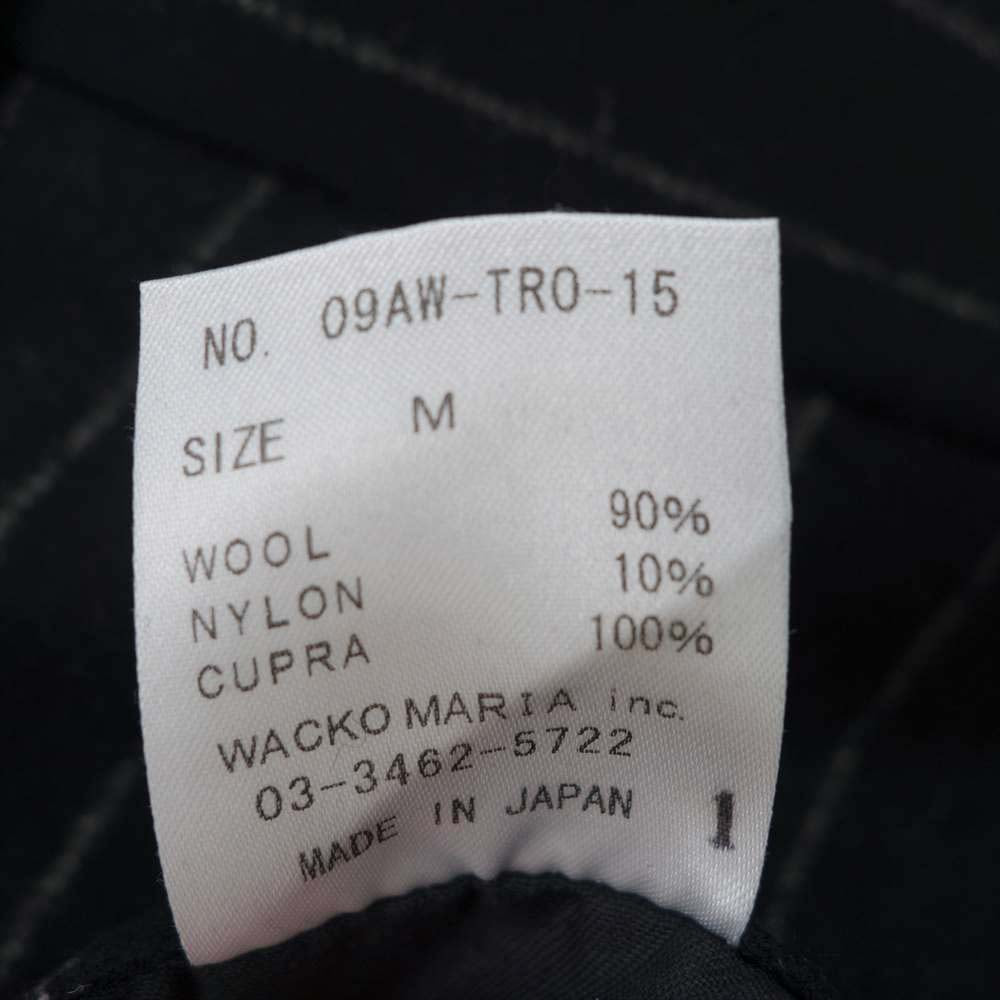 NO. 09AW-TRO-15
SIZE M
WOOL 90%
NYLON 10%
CUPRA 100%
WACKO MARIA inc.
03-3462-5722
MADE IN JAPAN
1